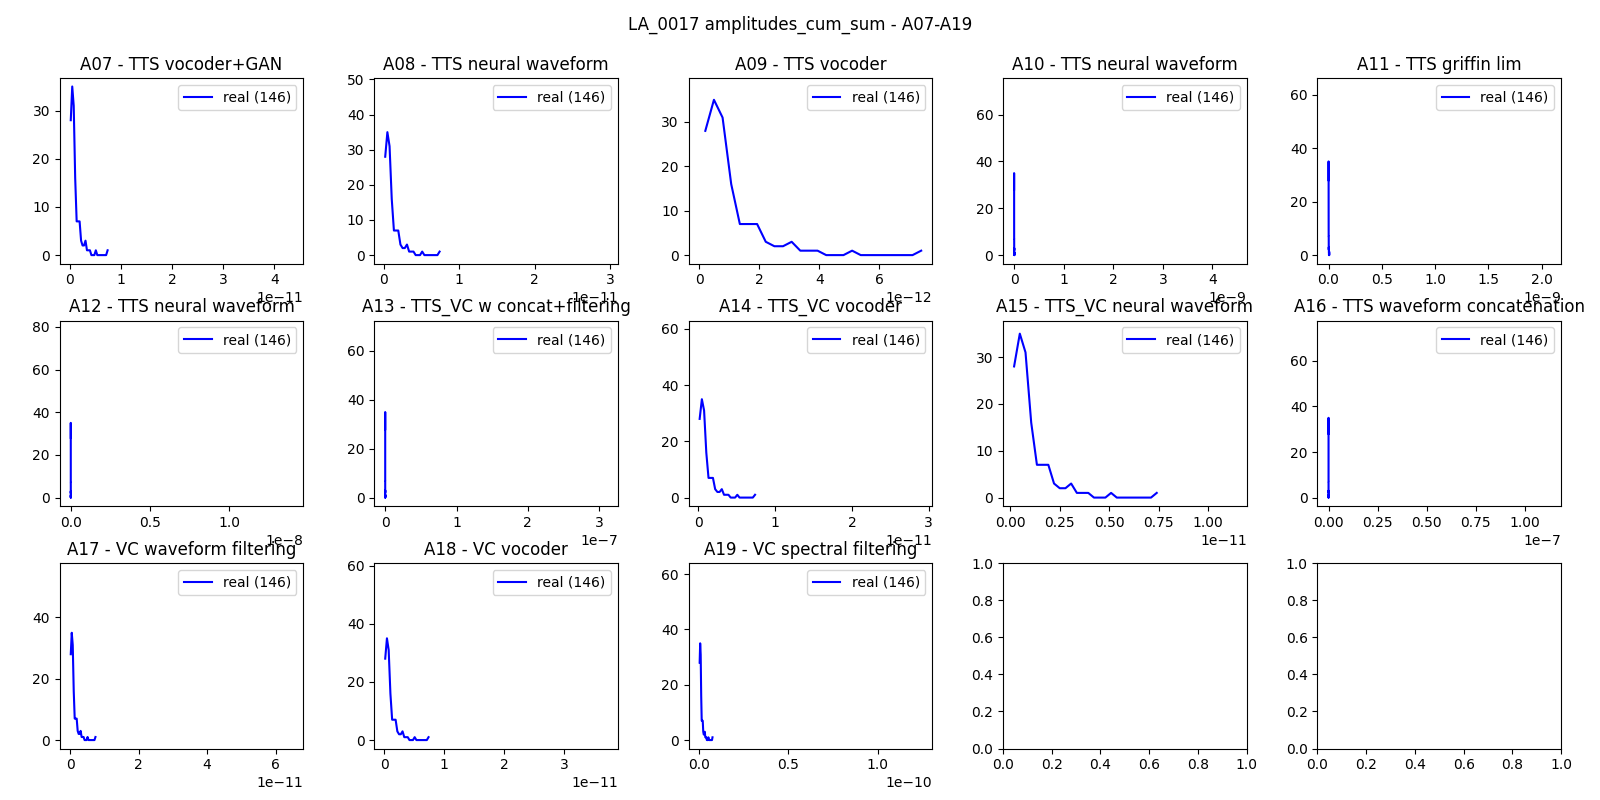 LA_0017 amplitudes_cum_sum - A07-A19
A07 - TTS vocoder+GAN
real (146)
30
20
10
0
0 1 2 3 4
1e−11
A08 - TTS neural waveform
real (146)
50
40
30
20
10
0
0 1 2 3
1e−11
A09 - TTS vocoder
real (146)
30
20
10
0
0 2 4 6
1e−12
A10 - TTS neural waveform
real (146)
60
40
20
0
0 1 2 3 4
1e−9
A11 - TTS griffin lim
real (146)
60
40
20
0
0.0 0.5 1.0 1.5 2.0
1e−9
A12 - TTS neural waveform
real (146)
80
60
40
20
0
0.0 0.5 1.0
1e−8
A13 - TTS_VC w concat+filtering
real (146)
60
40
20
0
0 1 2 3
1e−7
A14 - TTS_VC vocoder
real (146)
60
40
20
0
0 1 2 3
1e−11
A15 - TTS_VC neural waveform
real (146)
30
20
10
0
0.00 0.25 0.50 0.75 1.00
1e−11
A16 - TTS waveform concatenation
real (146)
60
40
20
0
0.00 0.25 0.50 0.75 1.00
1e−7
A17 - VC waveform filtering
real (146)
40
20
0
0 2 4 6
1e−11
A18 - VC vocoder
real (146)
60
40
20
0
0 1 2 3
1e−11
A19 - VC spectral filtering
real (146)
60
40
20
0
0.0 0.5 1.0
1e−10
1.0
0.8
0.6
0.4
0.2
0.0
0.0 0.2 0.4 0.6 0.8 1.0
1.0
0.8
0.6
0.4
0.2
0.0
0.0 0.2 0.4 0.6 0.8 1.0